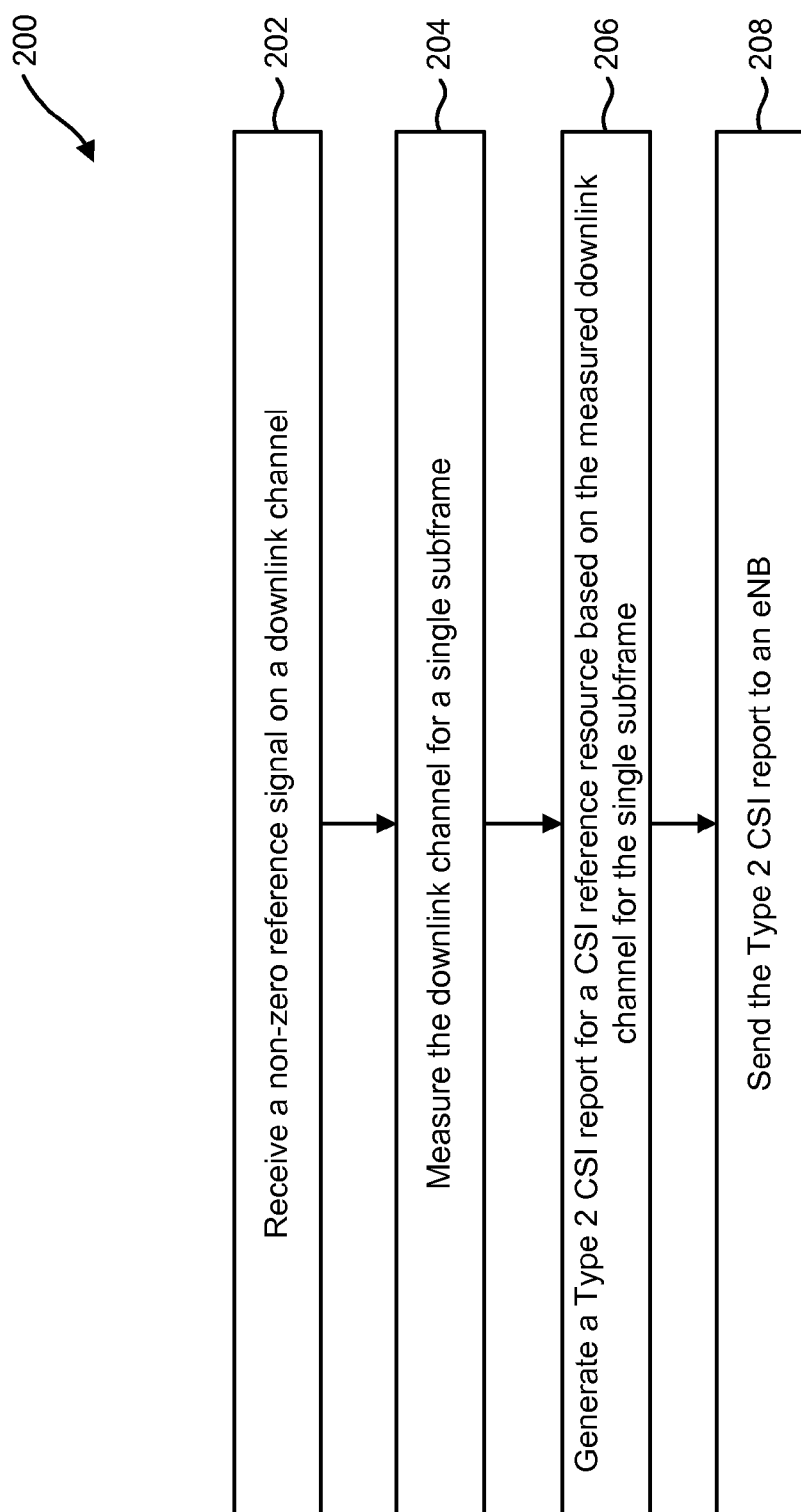 200
Receive a non-zero reference signal on a downlink channel
202
Measure the downlink channel for a single subframe
204
Generate a Type 2 CSI report for a CSI reference resource based on the measured downlink
channel for the single subframe
206
Send the Type 2 CSI report to an eNB
208